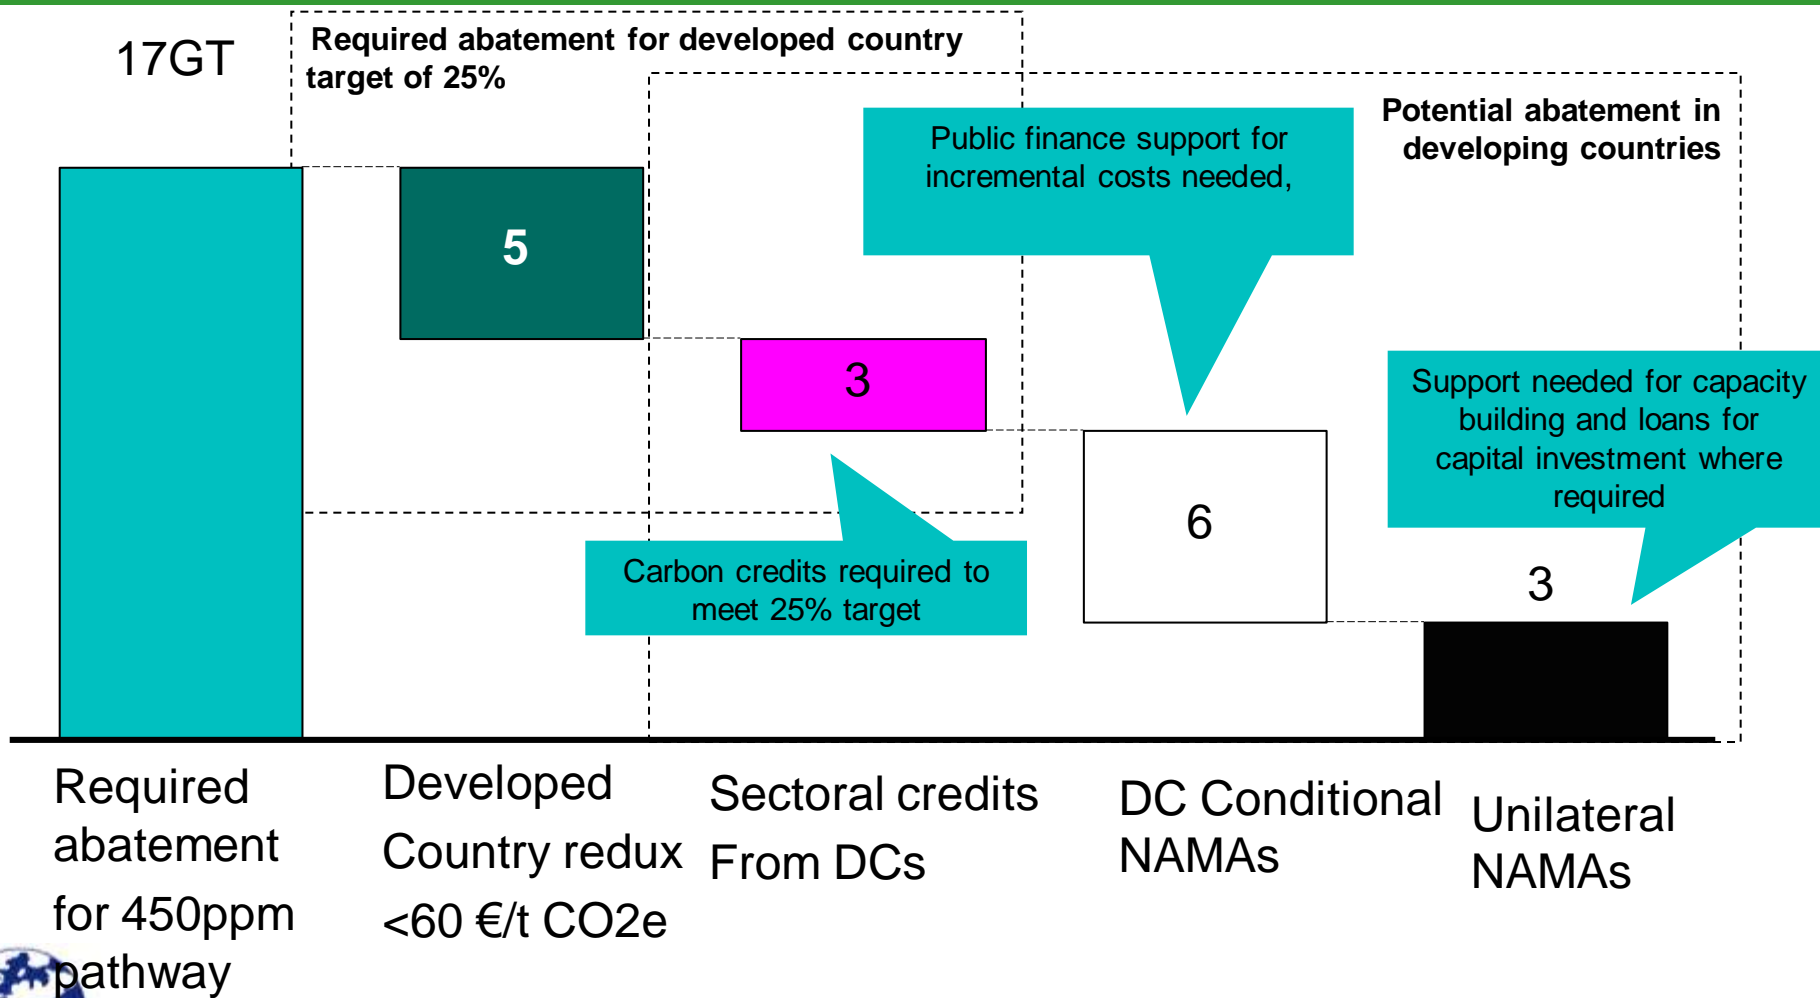 17GT
Required abatement for developed country
target of 25%
Potential abatement in
developing countries
Public finance support for
incremental costs needed,
5
3
Support needed for capacity
building and loans for
capital investment where
required
6
Carbon credits required to
meet 25% target
3
Required
abatement
for 450ppm
pathway
Developed
Country redux
<60 €/t CO2e
Sectoral credits
From DCs
DC Conditional
NAMAs
Unilateral
NAMAs